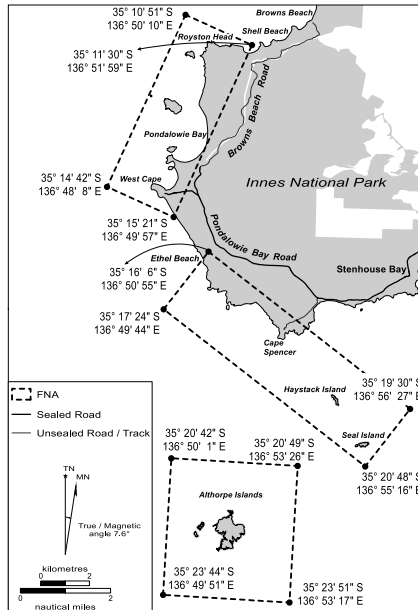 35° 10' 51" S
136° 50' 10" E
Browns Beach
Shell Beach
Royston Head
35° 11' 30" S
136° 51' 59" E
Browns Beach Road
Pondalowie Bay
Innes National Park
35° 14' 42" S
136° 48' 8" E
West Cape
35° 15' 21" S
136° 49' 57" E
Pondalowie Bay Road
Ethel Beach
35° 16' 6" S
136° 50' 55" E
Stenhouse Bay
35° 17' 24" S
136° 49' 44" E
Cape
Spencer
35° 19' 30" S
136° 56' 27" E
Haystack Island
Seal Island
FNA
Sealed Road
Unsealed Road / Track
35° 20' 42" S
136° 50' 1" E
35° 20' 49" S
136° 53' 26" E
35° 20' 48" S
136° 55' 16" E
TN
MN
Althorpe Islands
True / Magnetic
angle 7.6°
35° 23' 44" S
136° 49' 51" E
35° 23' 51" S
136° 53' 17" E
kilometres
2 0 2
2 0 2
nautical miles